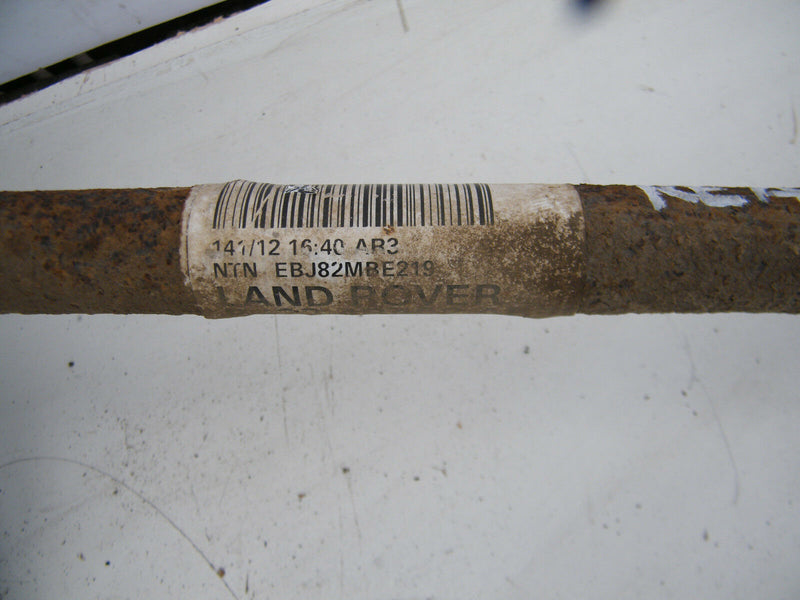 141/12 16:40 AR3
NTN EBJ82MBE219
LAND ROVER